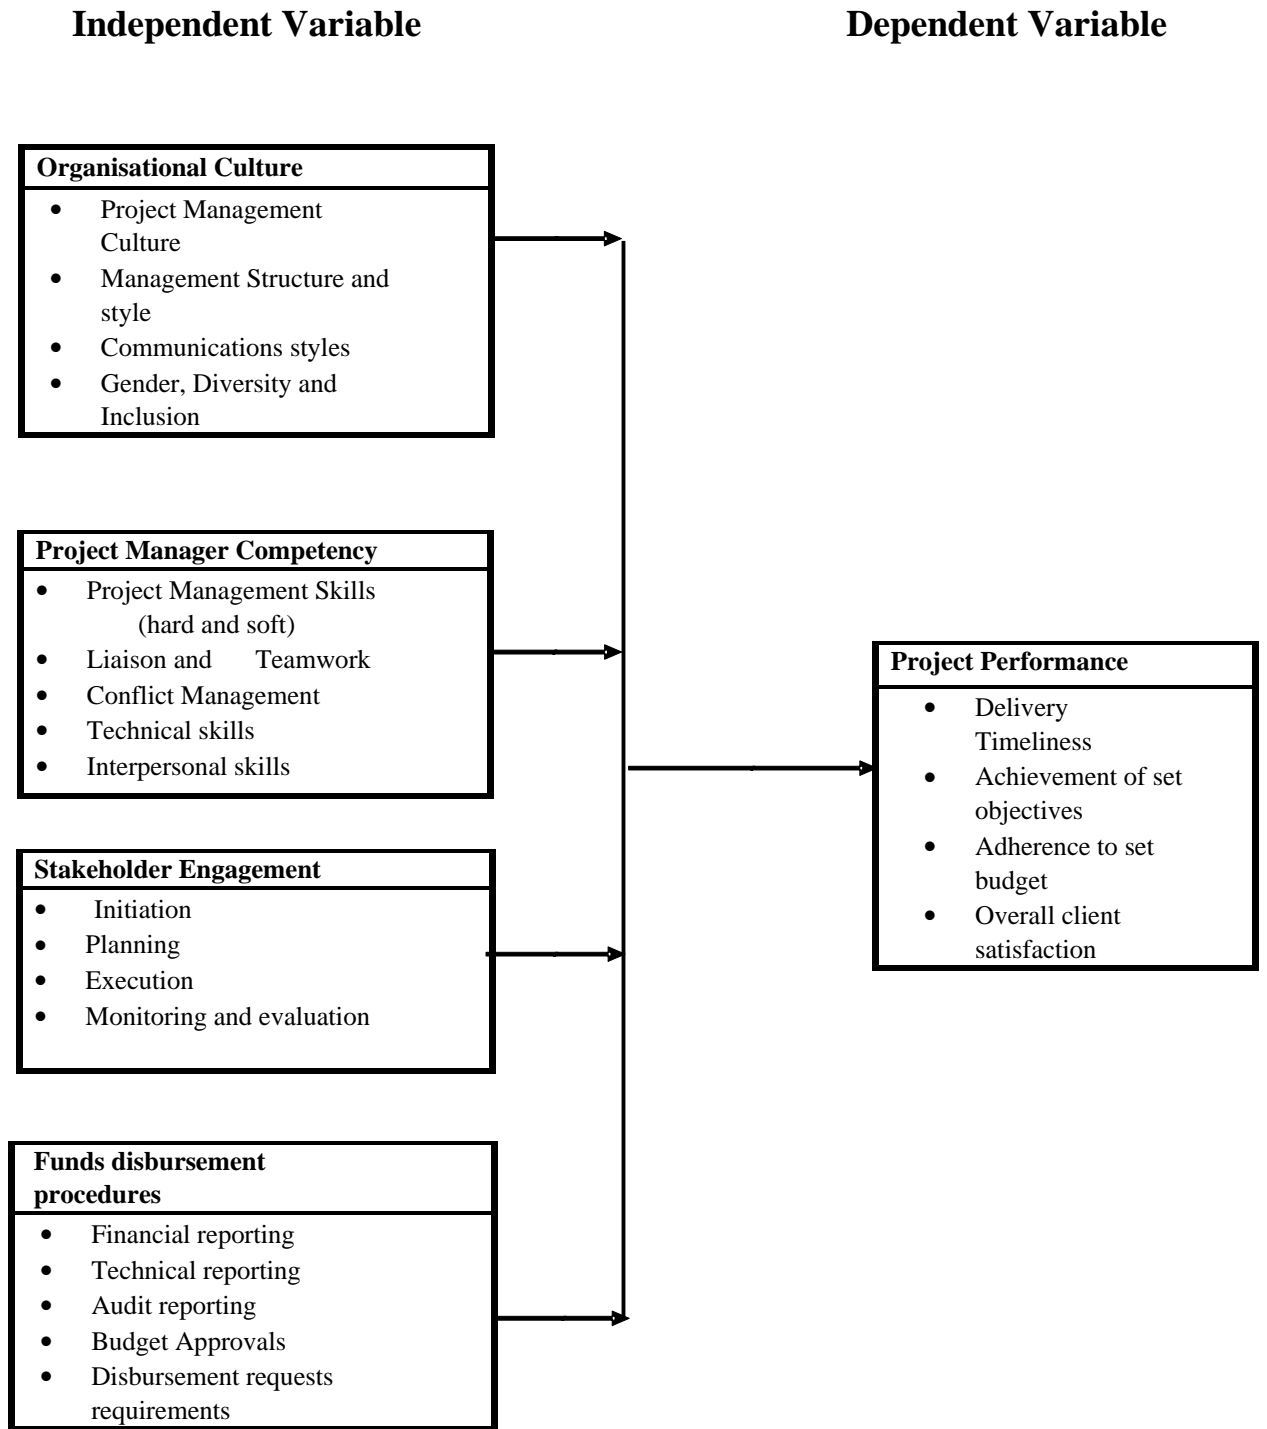 Independent Variable
Dependent Variable
Organisational Culture
• Project Management
Culture
• Management Structure and
style
• Communications styles
• Gender, Diversity and
Inclusion
Project Manager Competency
• Project Management Skills
(hard and soft)
• Liaison and Teamwork
• Conflict Management
• Technical skills
• Interpersonal skills
Stakeholder Engagement
• Initiation
• Planning
• Execution
• Monitoring and evaluation
Funds disbursement
procedures
• Financial reporting
• Technical reporting
• Audit reporting
• Budget Approvals
• Disbursement requests
requirements
Project Performance
• Delivery
Timeliness
• Achievement of set
objectives
• Adherence to set
budget
• Overall client
satisfaction